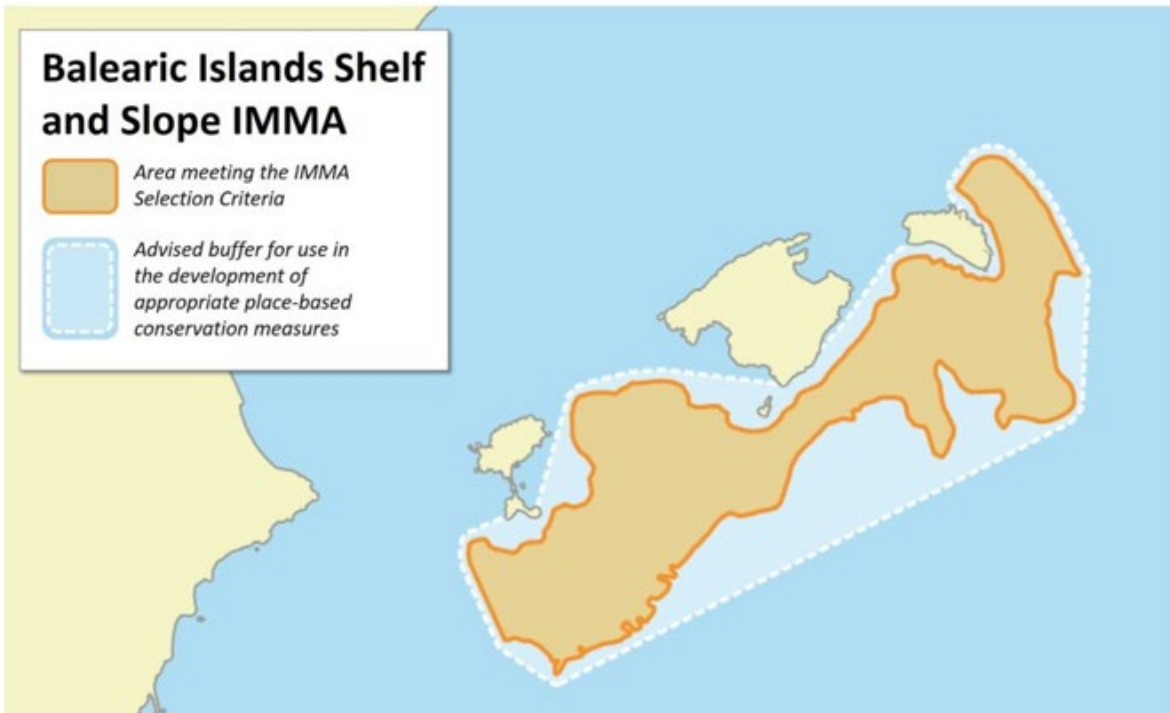 Balearic Islands Shelf
and Slope IMMA
Area meeting the IMMA
Selection Criteria
Advised buffer for use in
the development of
appropriate place-based
conservation measures